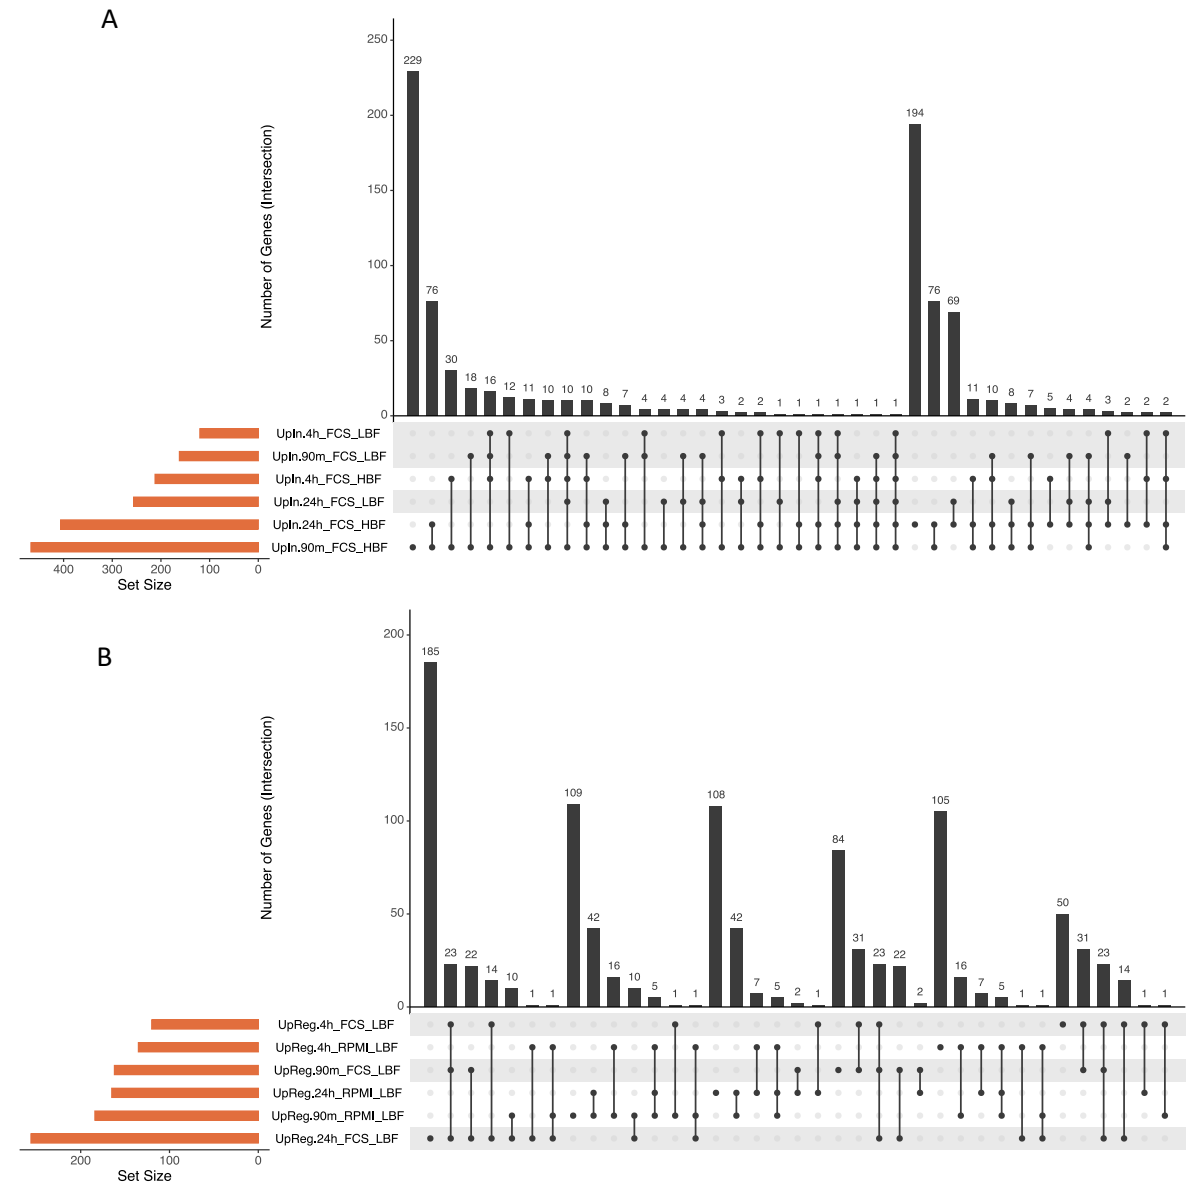 A
Number of Genes (Intersection)
250
200
150
100
50
0
229 76 30 18 16 12 11 10 10 10 8 7 4 4 4 4 3 2 2 1 1 1 1 1 1 1 194 76 69 11 10 8 7 5 4 4 3 2 2 2
UpIn.4h_FCS_LBF
UpIn.90m_FCS_LBF
UpIn.4h_FCS_HBF
UpIn.24h_FCS_LBF
UpIn.24h_FCS_HBF
UpIn.90m_FCS_HBF
400 300 200 100 0
Set Size
B
Number of Genes (Intersection)
200
150
100
50
0
185 23 22 14 10 1 1 109 42 16 10 5 1 1 108 42 7 5 2 1 84 31 23 22 2 105 16 7 5 1 1 50 31 23 14 1 1
UpReg.4h_FCS_LBF
UpReg.4h_RPMI_LBF
UpReg.90m_FCS_LBF
UpReg.24h_RPMI_LBF
UpReg.90m_RPMI_LBF
UpReg.24h_FCS_LBF
200 100 0
Set Size